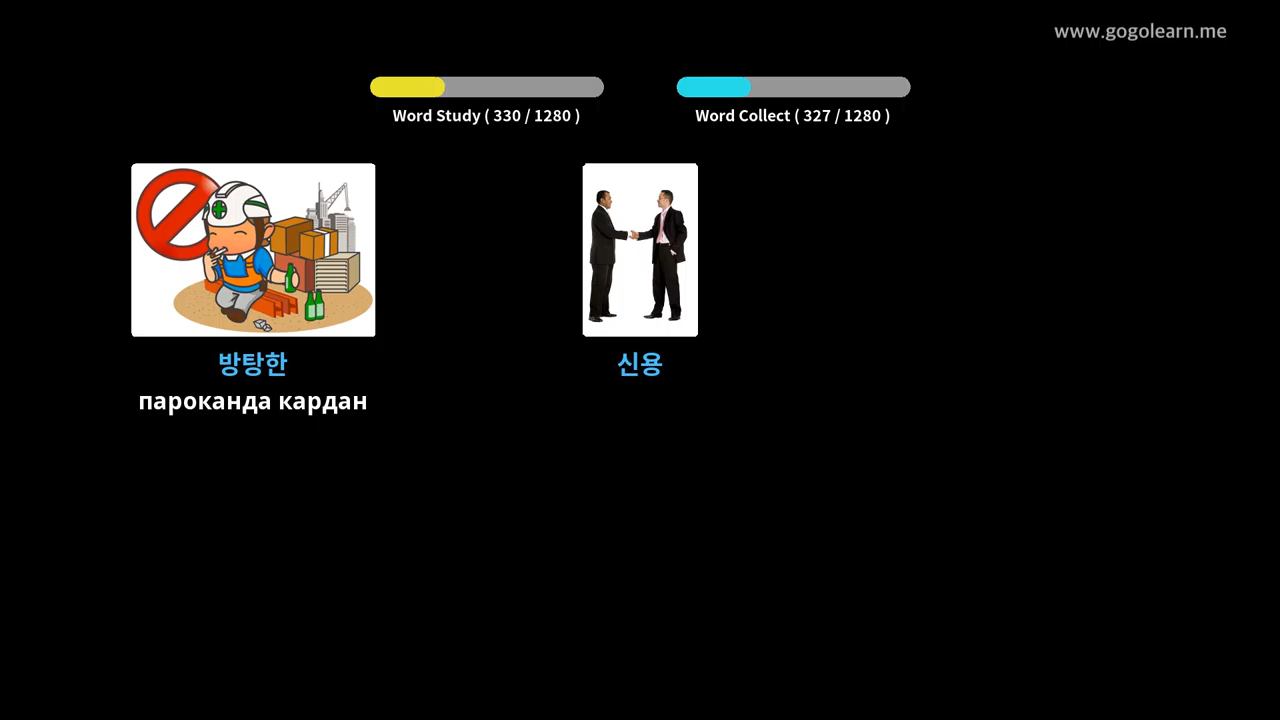 www.gogolearn.me
Word Study ( 330 / 1280 )
Word Collect ( 327 / 1280 )
방탕한
신용
пароканда кардан